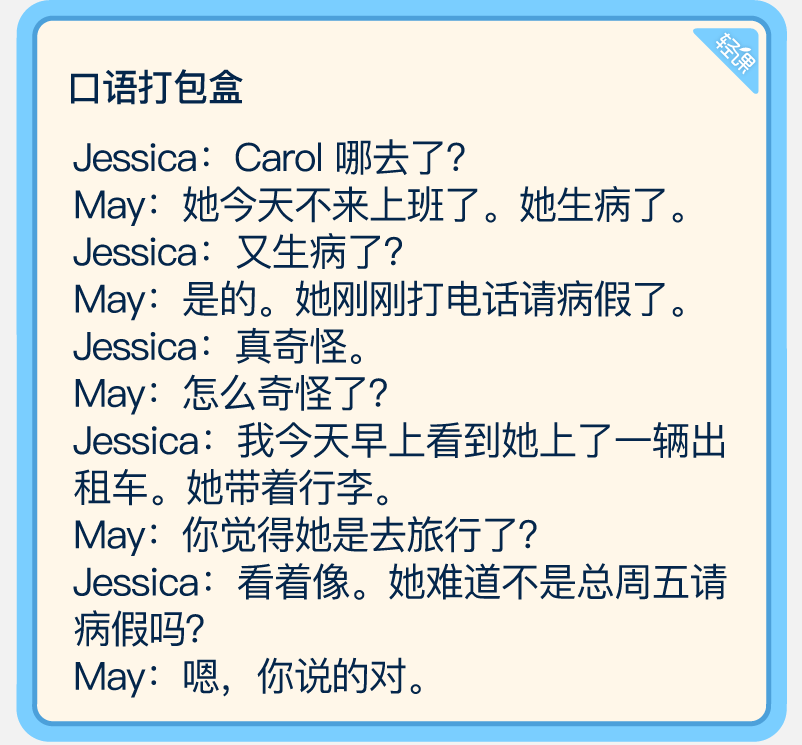 轻课
口语打包盒
Jessica：Carol 哪去了？
May：她今天不来上班了。她生病了。
Jessica：又生病了？
May：是的。她刚刚打电话请病假了。
Jessica：真奇怪。
May：怎么奇怪了？
Jessica：我今天早上看到她上了一辆出
租车。她带着行李。
May：你觉得她是去旅行了？
Jessica：看着像。她难道不是总周五请
病假吗？
May：嗯，你说的对。